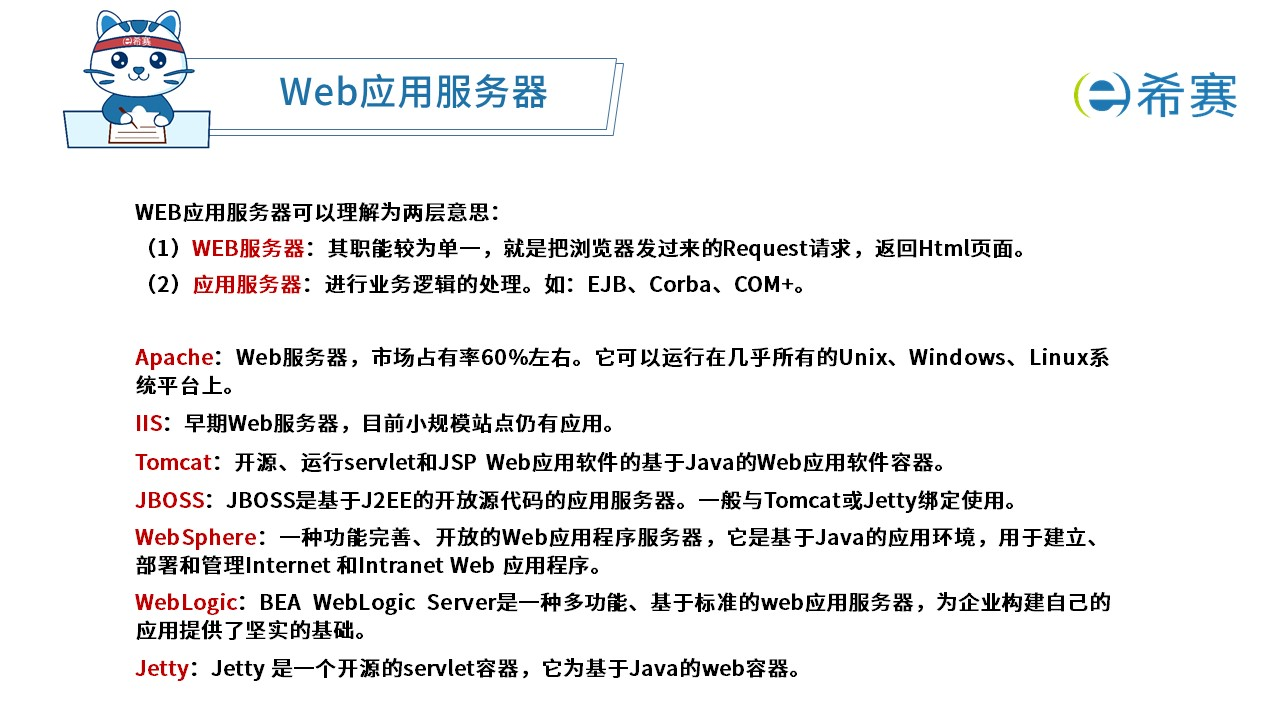 希赛
Web应用服务器
希赛
WEB应用服务器可以理解为两层意思：
（1）WEB服务器：其职能较为单一，就是把浏览器发过来的Request请求，返回Html页面。
（2）应用服务器：进行业务逻辑的处理。如：EJB、Corba、COM+。
Apache：Web服务器，市场占有率60%左右。它可以运行在几乎所有的Unix、Windows、Linux系
统平台上。
IIS：早期Web服务器，目前小规模站点仍有应用。
Tomcat：开源、运行servlet和JSP Web应用软件的基于Java的Web应用软件容器。
JBOSS：JBOSS是基于J2EE的开放源代码的应用服务器。一般与Tomcat或Jetty绑定使用。
WebSphere：一种功能完善、开放的Web应用程序服务器，它是基于Java的应用环境，用于建立、
部署和管理Internet 和Intranet Web 应用程序。
WebLogic：BEA WebLogic Server是一种多功能、基于标准的web应用服务器，为企业构建自己的
应用提供了坚实的基础。
Jetty：Jetty 是一个开源的servlet容器，它为基于Java的web容器。